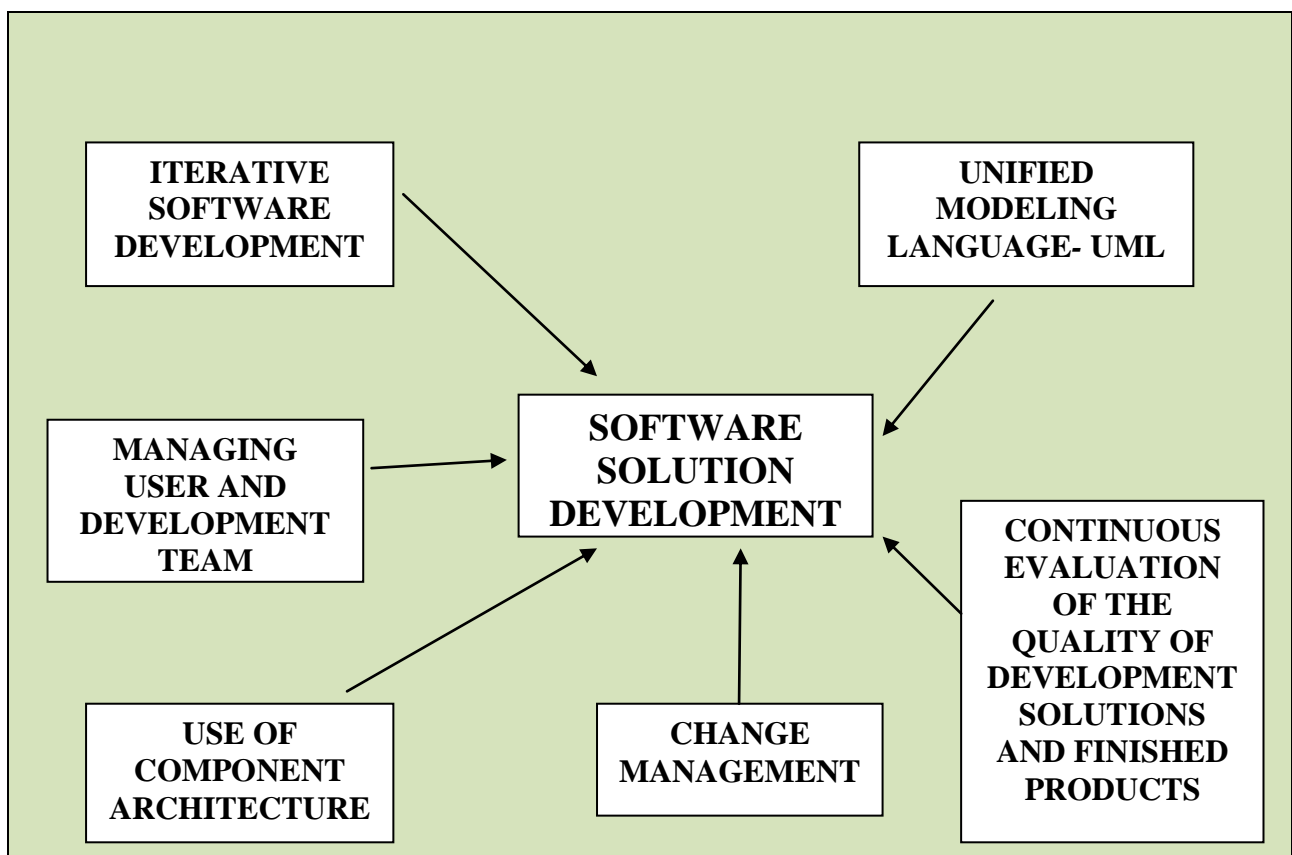 ITERATIVE
SOFTWARE
DEVELOPMENT
UNIFIED
MODELING
LANGUAGE- UML
MANAGING
USER AND
DEVELOPMENT
TEAM
SOFTWARE
SOLUTION
DEVELOPMENT
CONTINUOUS
EVALUATION
OF THE
QUALITY OF
DEVELOPMENT
SOLUTIONS
AND FINISHED
PRODUCTS
USE OF
COMPONENT
ARCHITECTURE
CHANGE
MANAGEMENT